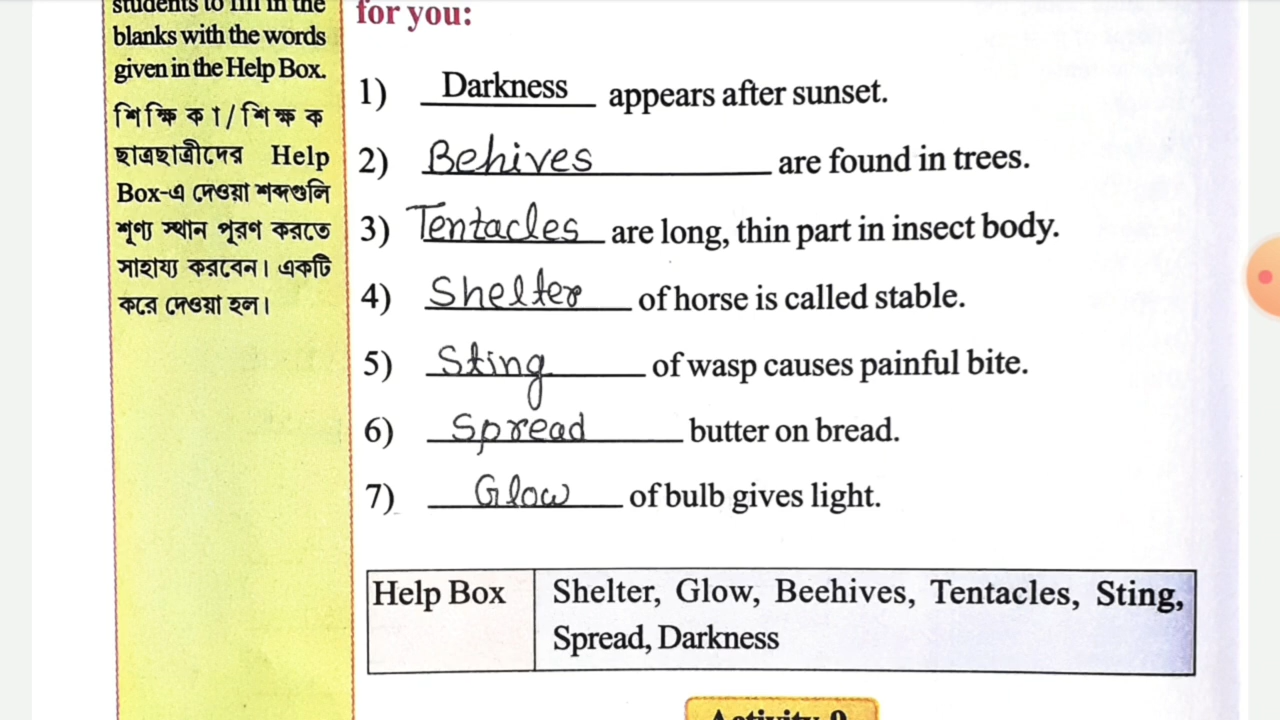 students to fill in the
blanks with the words
given in the Help Box.
শিক্ষিকা/শিক্ষক
ছাত্রছাত্রীদের Help
Box-এ দেওয়া শব্দগুলি
শূণ্য স্থান পূরণ করতে
সাহায্য করবেন। একটি
করে দেওয়া হল।
for you:
1) Darkness appears after sunset.
2) Behives are found in trees.
3) Tentacles are long, thin part in insect body.
4) Shelter of horse is called stable.
5) Sting of wasp causes painful bite.
6) Spread butter on bread.
7) Glow of bulb gives light.
Help Box
Shelter, Glow, Beehives, Tentacles, Sting,
Spread, Darkness
Activity 9